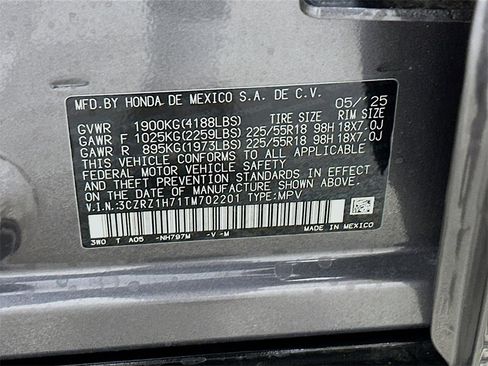 MFD. BY HONDA DE MEXICO S.A. DE C.V. 05/'25
TIRE SIZE RIM SIZE
GVWR 1900KG(4188LBS)
GAWR F 1025KG(2259LBS) 225/55R18 98H 18X7.0J
GAWR R 895KG(1973LBS) 225/55R18 98H 18X7.0J
THIS VEHICLE CONFORMS TO ALL APPLICABLE
FEDERAL MOTOR VEHICLE SAFETY STANDARDS IN
EFFECT ON THE DATE OF MANUFACTURE SHOWN ABOVE.
V.I.N.:3CZRZ1H71TM702201 TYPE: MPV
3W0 T A05 -NH797M -V-M MADE IN MEXICO